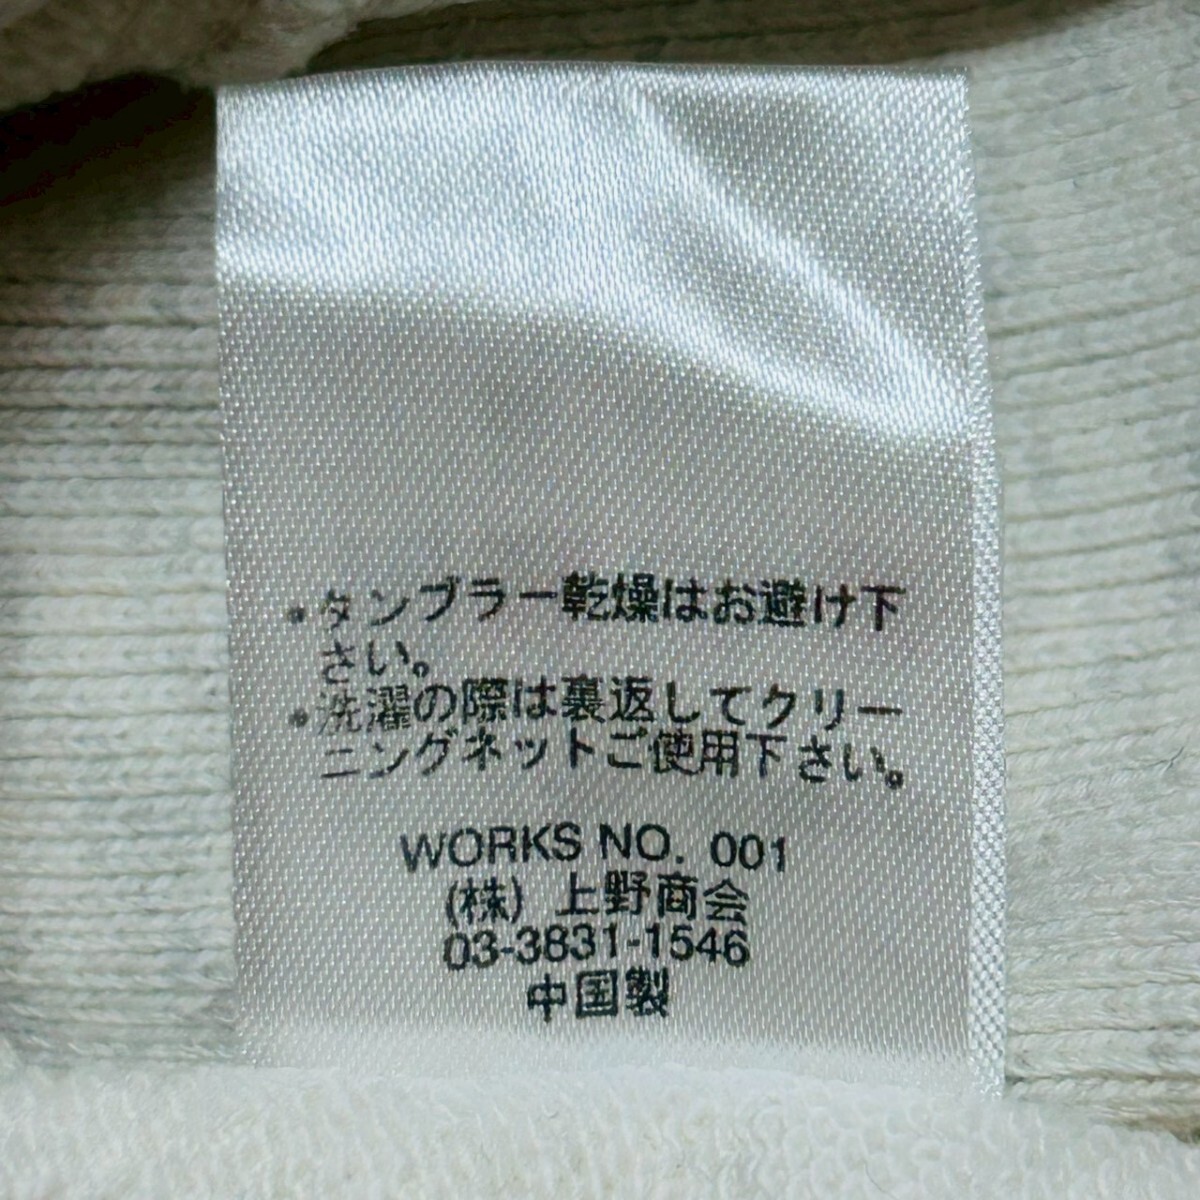 ・タンブラー乾燥はお避け下
さい。
・洗濯の際は裏返してクリー
ニングネットご使用下さい。
WORKS NO. 001
(株) 上野商会
03-3831-1546
中国製